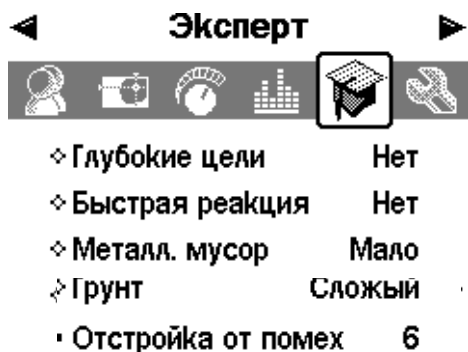 Эксперт
Глубокие цели Нет
Быстрая реакция Нет
Металл. мусор Мало
Грунт Сложый
Отстройка от помех 6